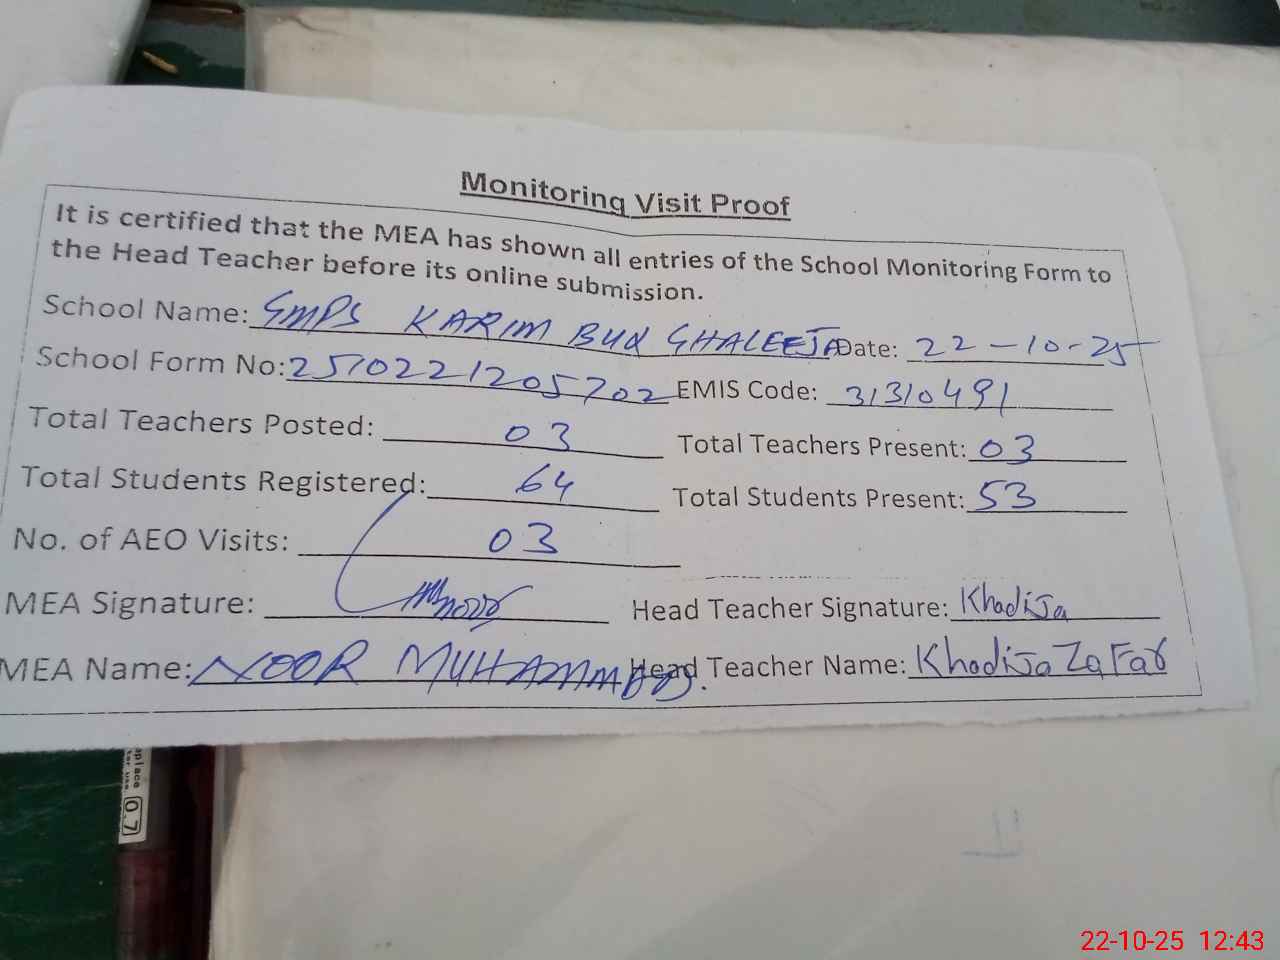 Monitoring Visit Proof
It is certified that the MEA has shown all entries of the School Monitoring Form to
the Head Teacher before its online submission.
School Name: GMPS KARIM BUX GHALEEJA Date: 22-10-25
School Form No: 2510221205702 EMIS Code: 31310491
Total Teachers Posted: 03 Total Teachers Present: 03
Total Students Registered: 64 Total Students Present: 53
No. of AEO Visits: 03
MEA Signature: Head Teacher Signature: Khadija
MEA Name: NOOR MUHAMMAD. Head Teacher Name: Khadija Zafar
0.7
22-10-25 12:43